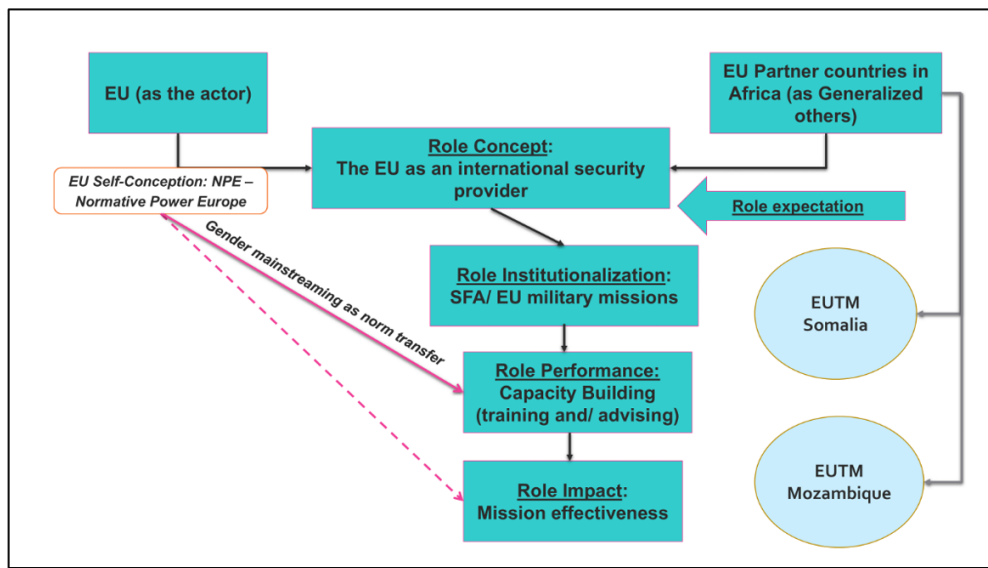 EU (as the actor)
EU Partner countries in
Africa (as Generalized
others)
Role Concept:
The EU as an international security
provider
EU Self-Conception: NPE –
Normative Power Europe
Role expectation
Gender mainstreaming as norm transfer
Role Institutionalization:
SFA/ EU military missions
EUTM
Somalia
Role Performance:
Capacity Building
(training and/ advising)
EUTM
Mozambique
Role Impact:
Mission effectiveness